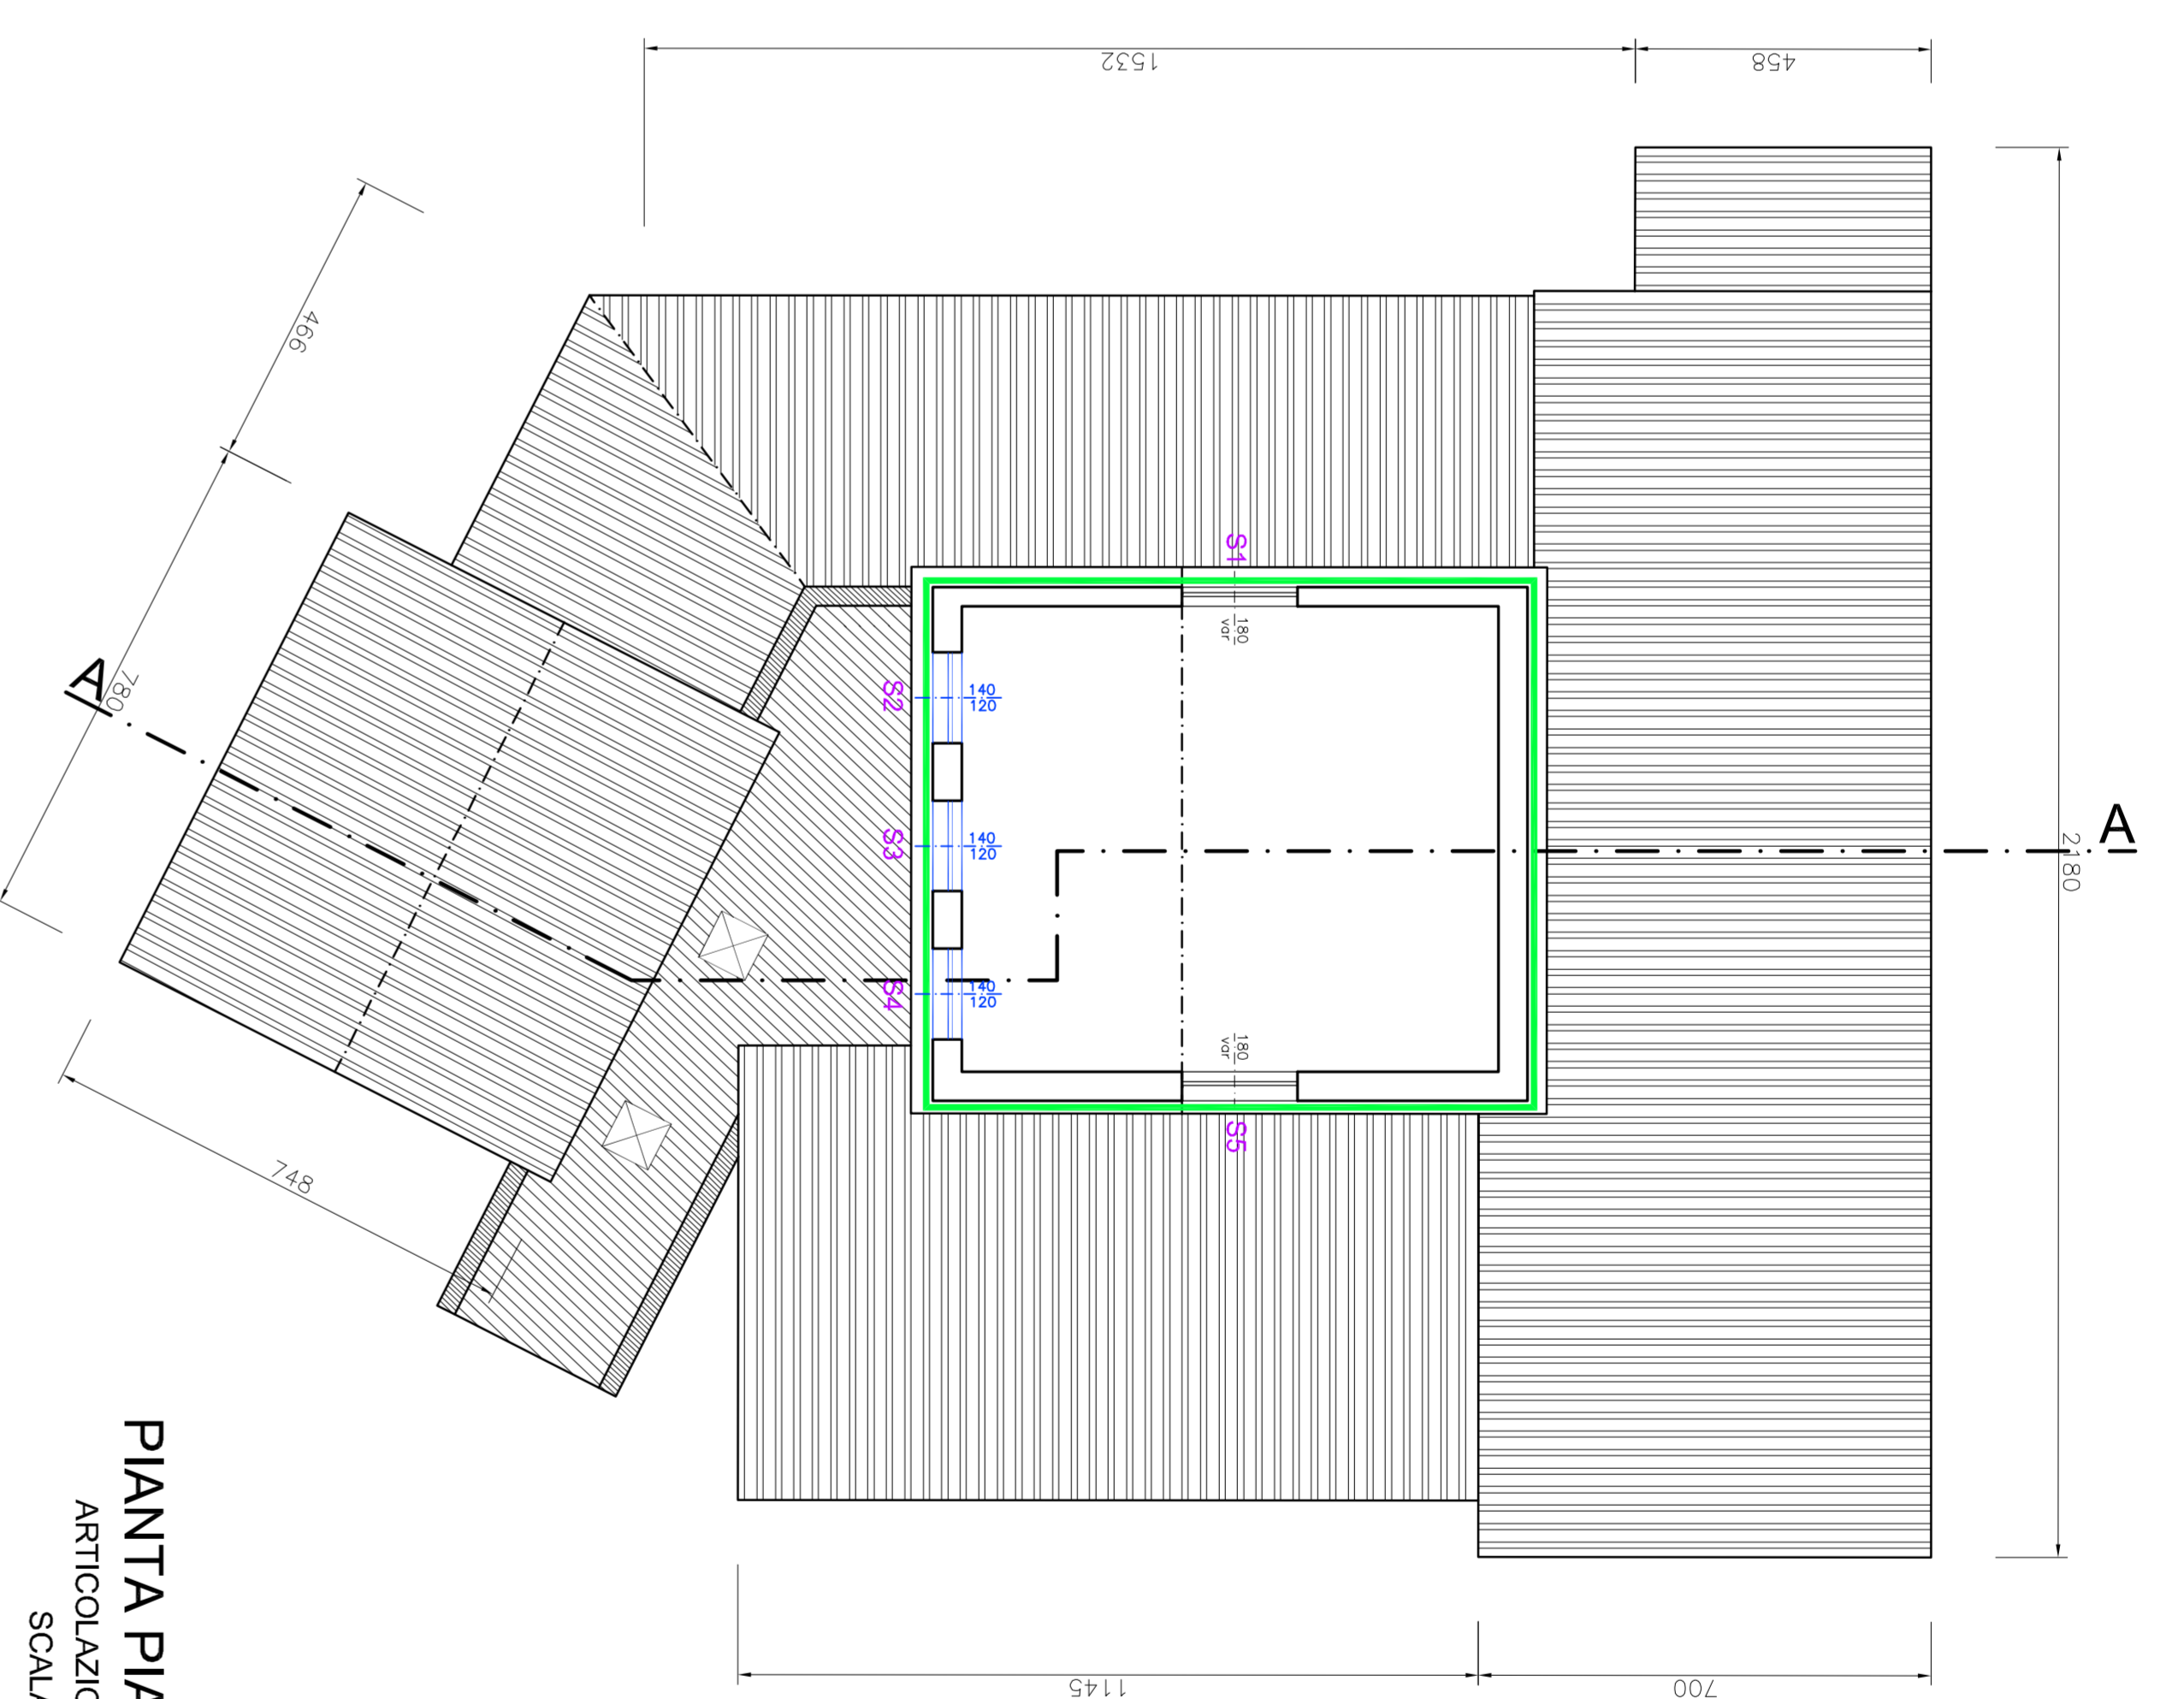 1532
458
466
780
A
A
2180
S1
180
var
S2
140
120
S3
140
120
S4
140
120
180
var
S5
748
1145
700
PIANTA PIA
ARTICOLAZIO
SCALA